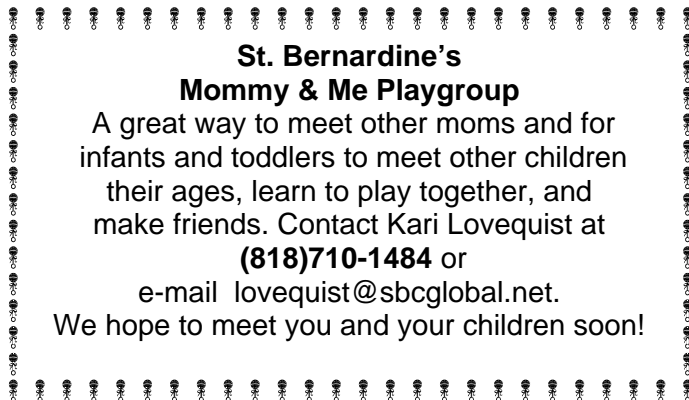 St. Bernardine’s
Mommy & Me Playgroup
A great way to meet other moms and for
infants and toddlers to meet other children
their ages, learn to play together, and
make friends. Contact Kari Lovequist at
(818)710-1484 or
e-mail lovequist@sbcglobal.net.
We hope to meet you and your children soon!